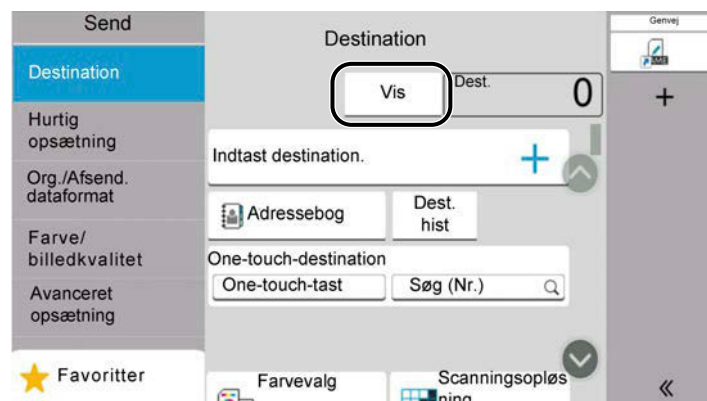 Send
Destination
Hurtig
opsætning
Org./Afsend.
dataformat
Farve/
billedkvalitet
Avanceret
opsætning
Favoritter
Destination
Vis
Dest.
0
Indtast destination.
Adressebog
Dest.
hist
One-touch-destination
One-touch-tast
Søg (Nr.)
Farvevalg
Scanningsopløs
ning
Genvej